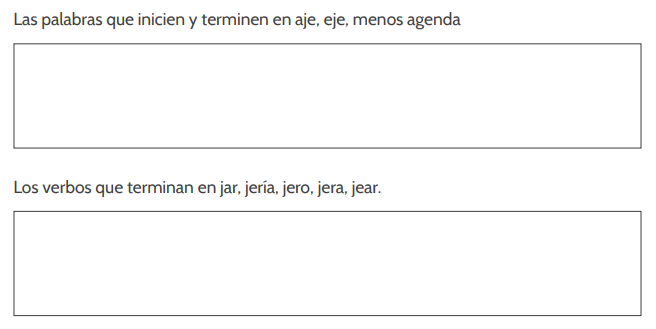 Las palabras que inicien y terminen en aje, eje, menos agenda
Los verbos que terminan en jar, jería, jero, jera, jear.